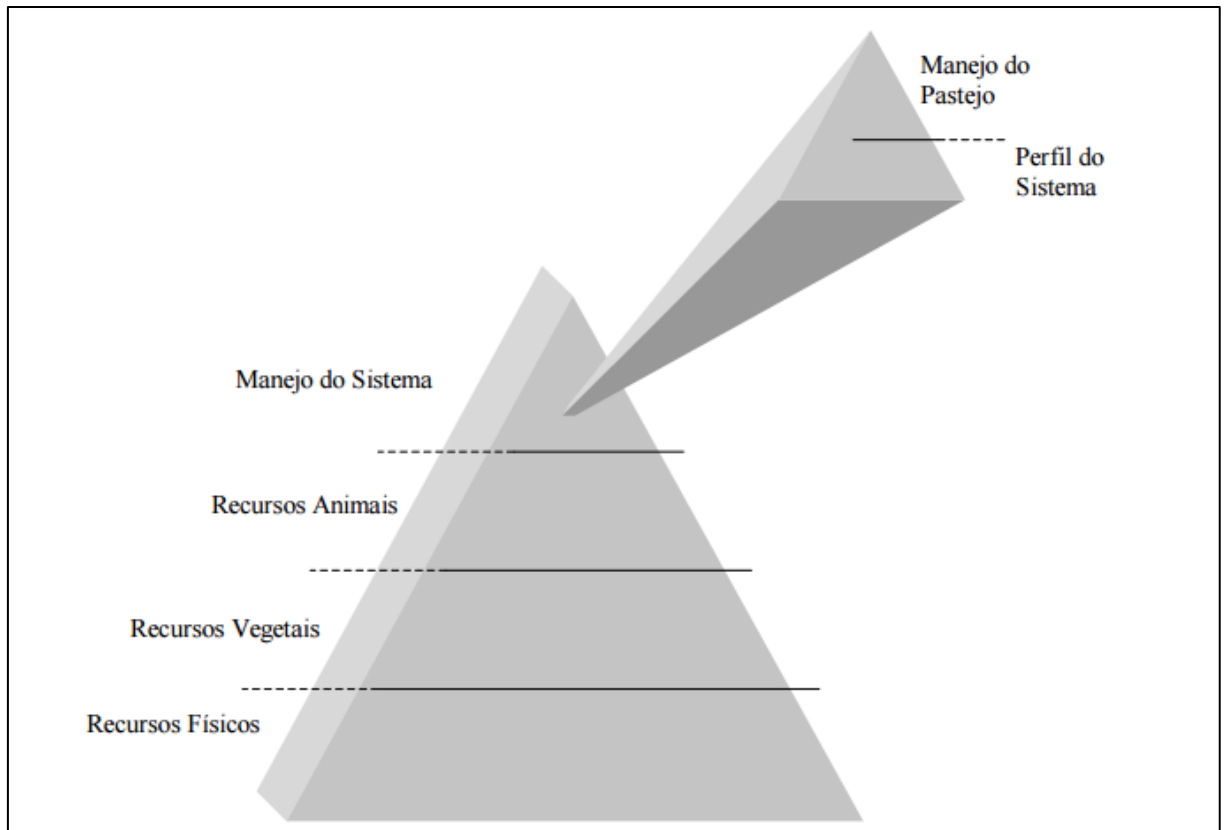 Manejo do
Pastejo
Perfil do
Sistema
Manejo do Sistema
Recursos Animais
Recursos Vegetais
Recursos Físicos